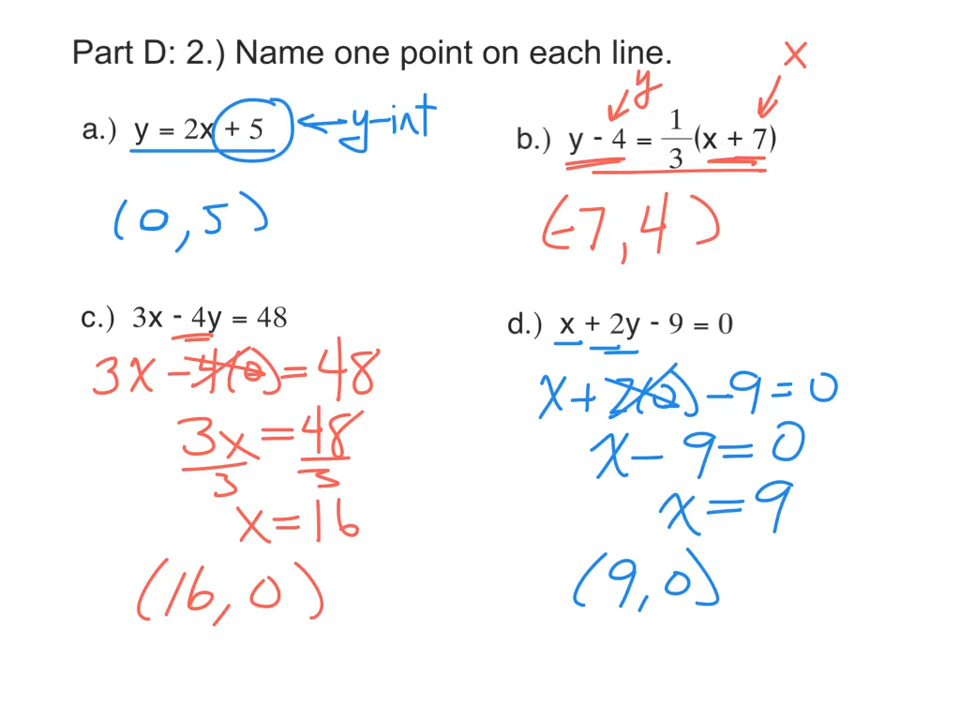 Part D: 2.) Name one point on each line.
a.) y = 2x + 5 ← y-int
(0, 5)
y
x
b.) y - 4 = 1/3 (x + 7)
(-7, 4)
c.) 3x - 4y = 48
3x - 4(0) = 48
3x = 48
3 3
x = 16
(16, 0)
d.) x + 2y - 9 = 0
x + 2(0) - 9 = 0
x - 9 = 0
x = 9
(9, 0)